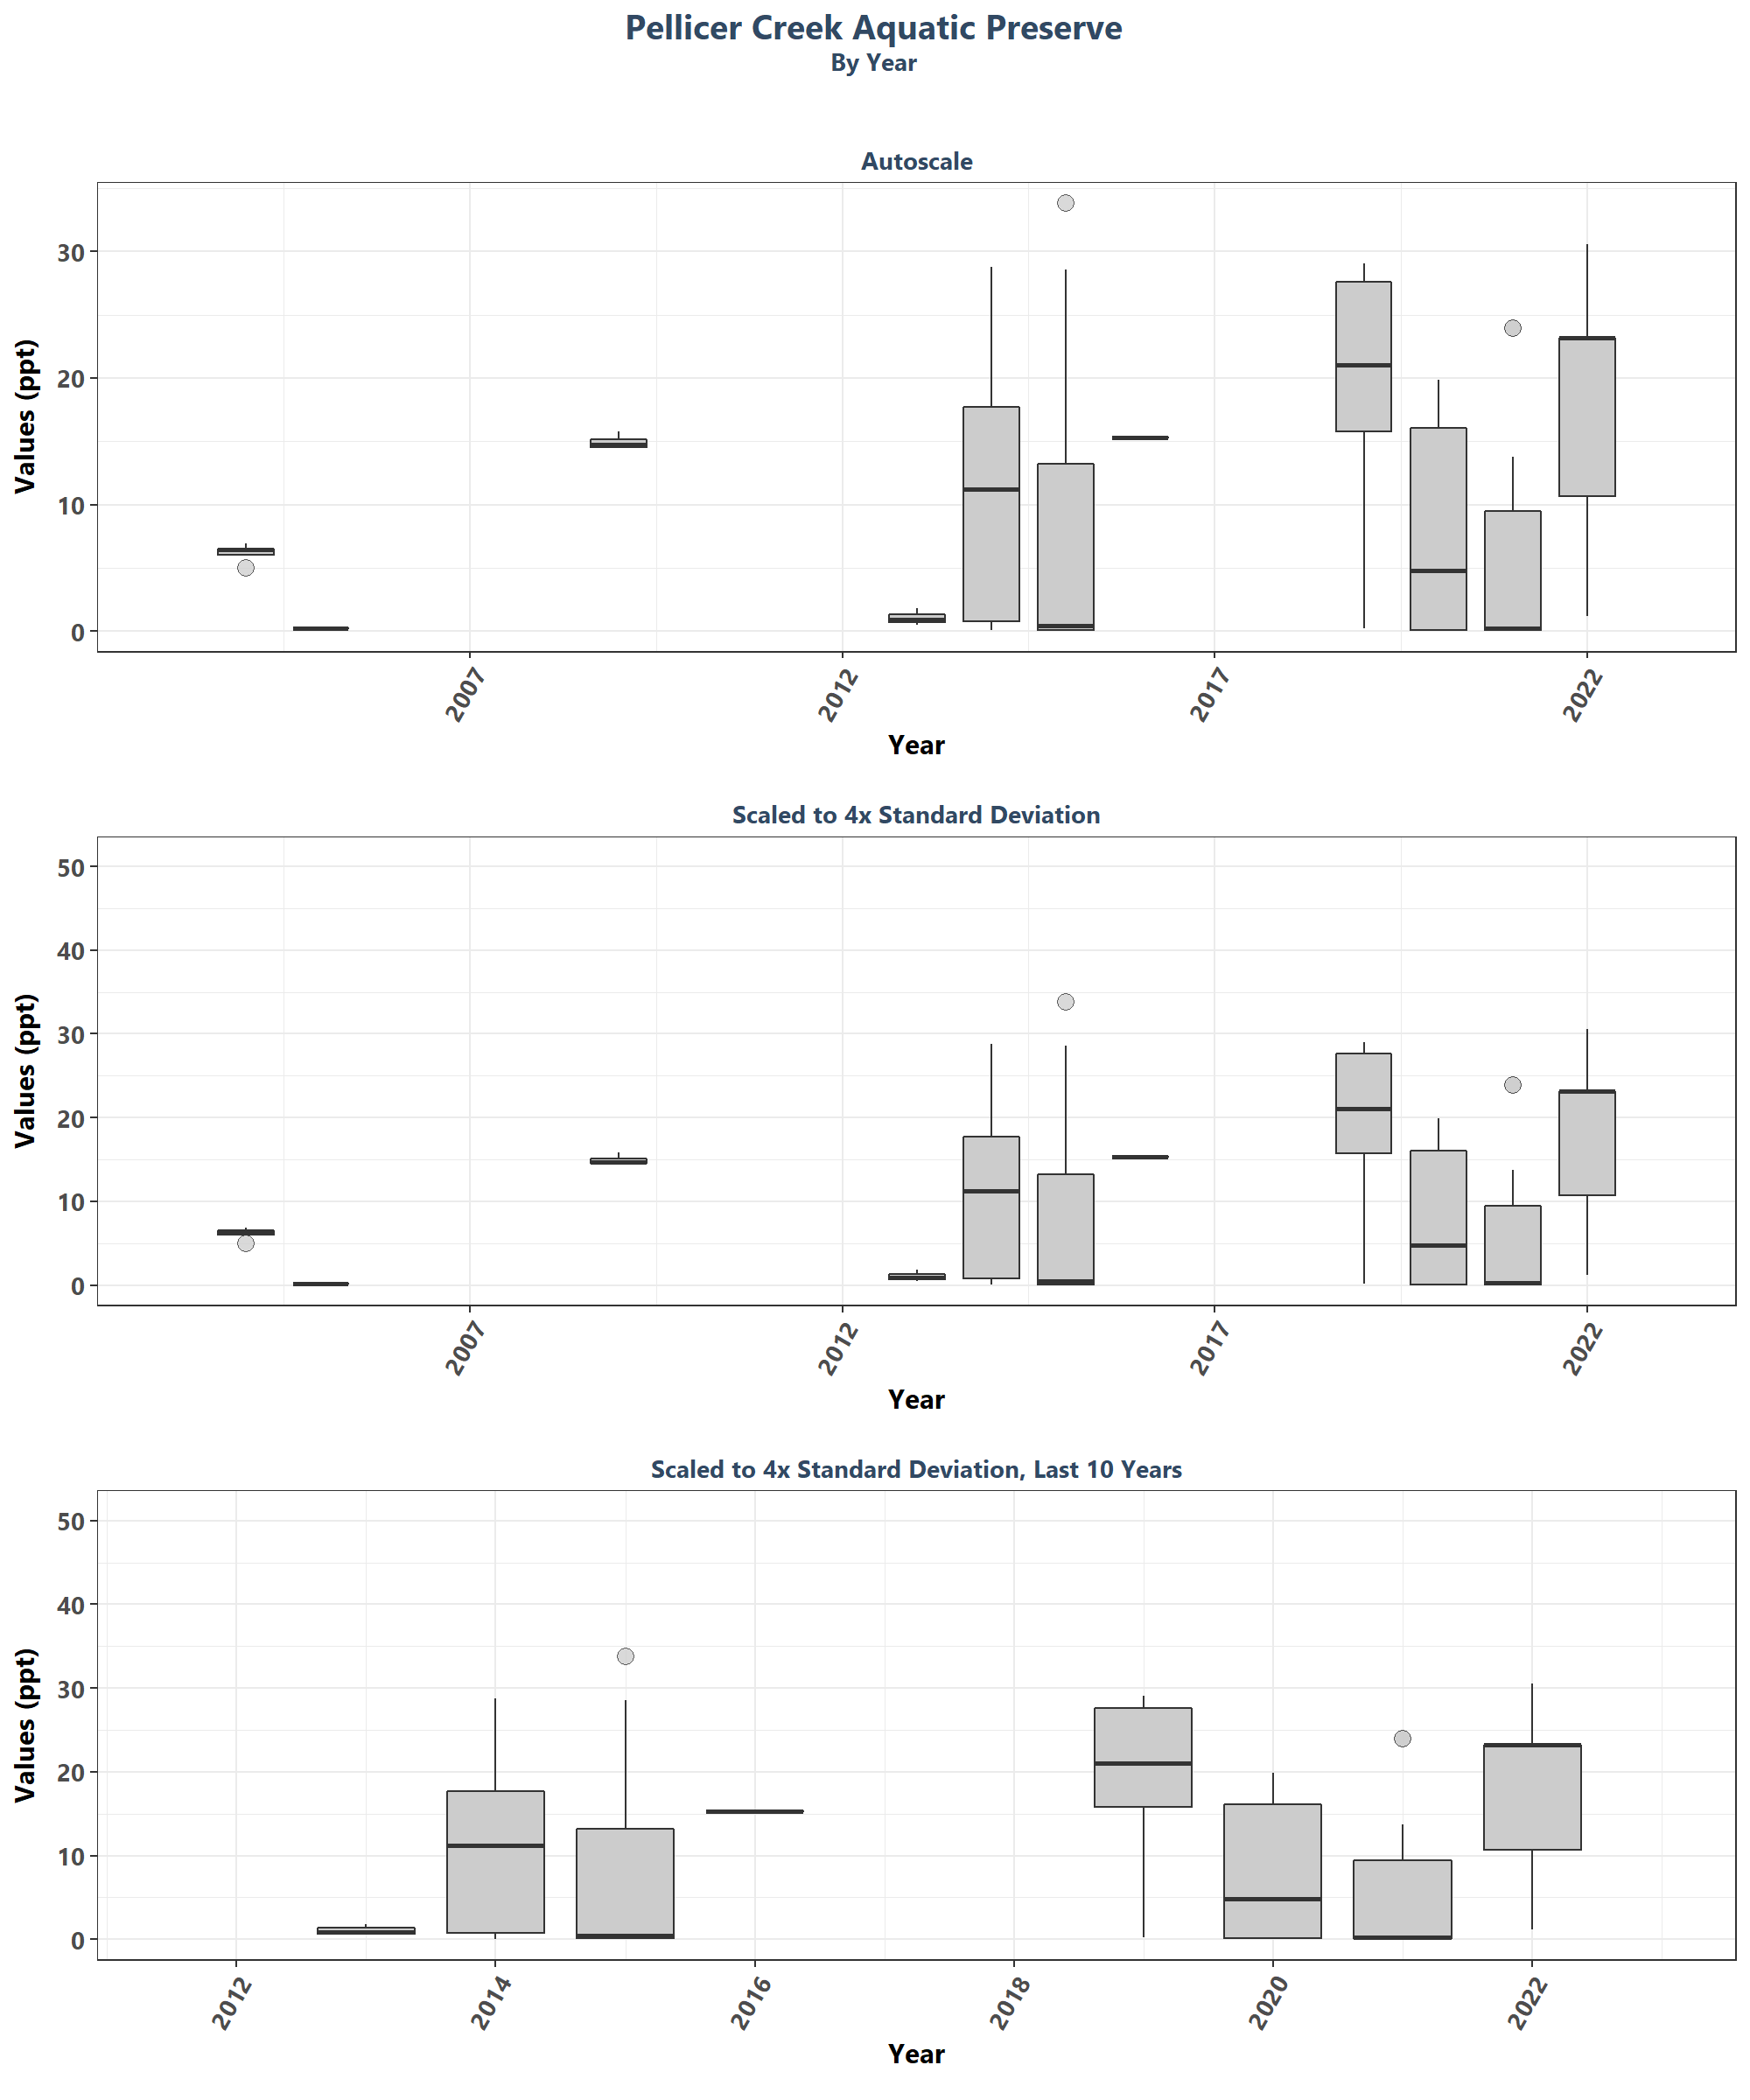 Pellicer Creek Aquatic Preserve
By Year
Autoscale
Values (ppt)
30
20
10
0
2007
2012
2017
2022
Year
Scaled to 4x Standard Deviation
Values (ppt)
50
40
30
20
10
0
2007
2012
2017
2022
Year
Scaled to 4x Standard Deviation, Last 10 Years
Values (ppt)
50
40
30
20
10
0
2012
2014
2016
2018
2020
2022
Year